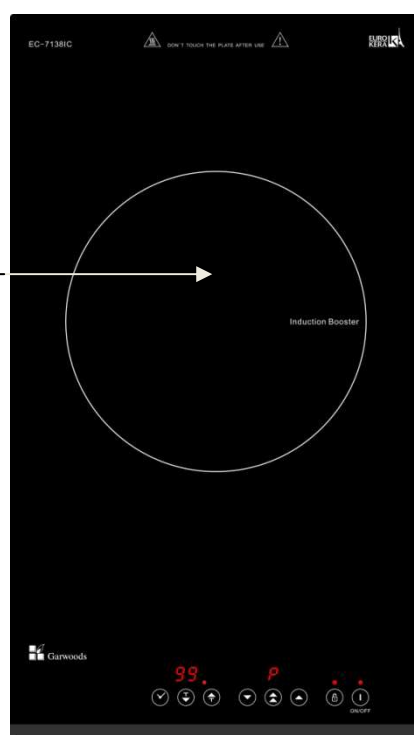 EC-7138IC
DON'T TOUCH THE PLATE AFTER USE
EURO
KERA
Induction Booster
Garwoods
99.
P
ON/OFF